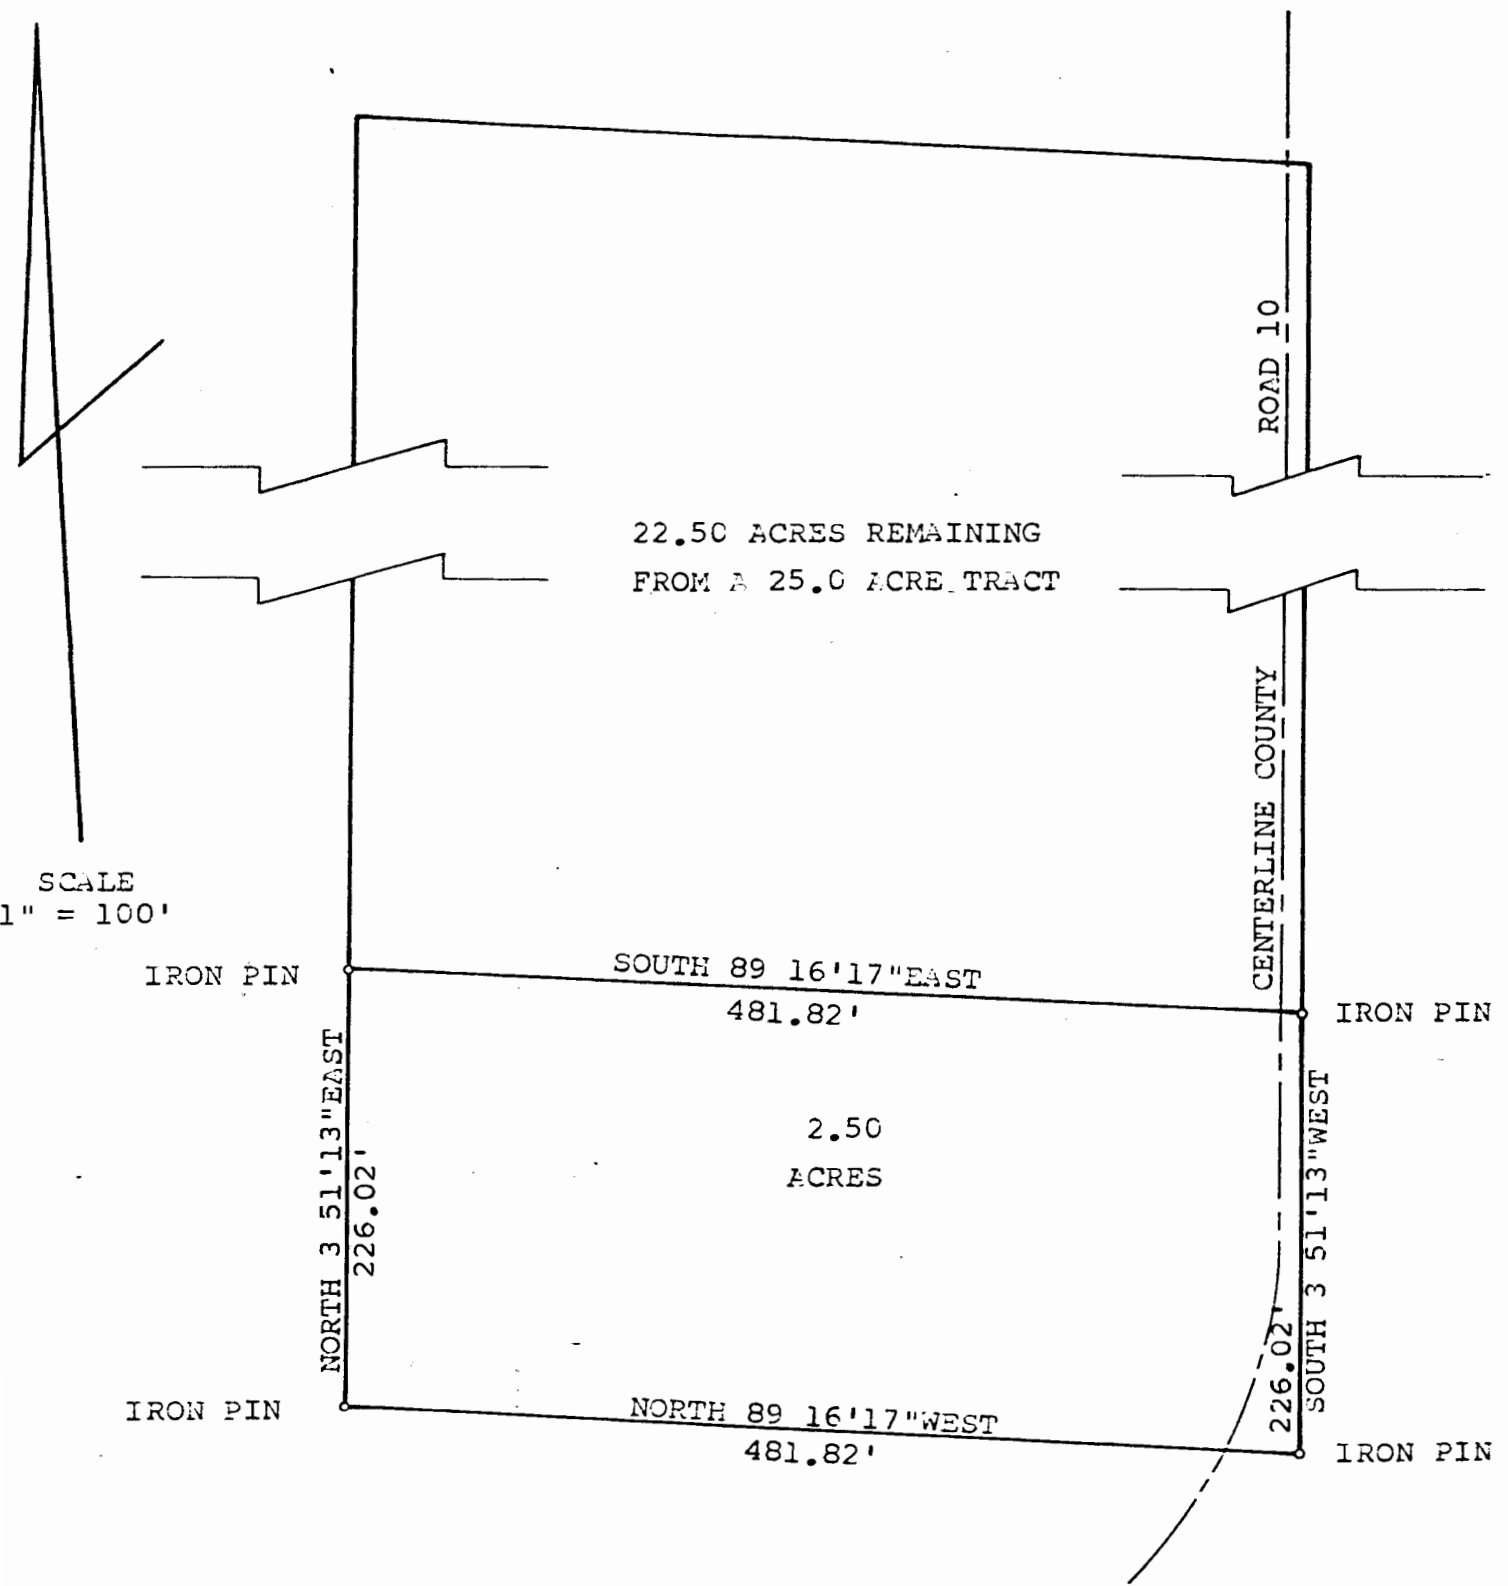 ROAD 10
22.50 ACRES REMAINING
FROM A 25.0 ACRE TRACT
CENTERLINE COUNTY
SCALE
1" = 100'
IRON PIN
SOUTH 89 16'17"EAST
481.82'
IRON PIN
NORTH 3 51'13"EAST
226.02'
2.50
ACRES
SOUTH 3 51'13"WEST
226.02'
IRON PIN
NORTH 89 16'17"WEST
481.82'
IRON PIN